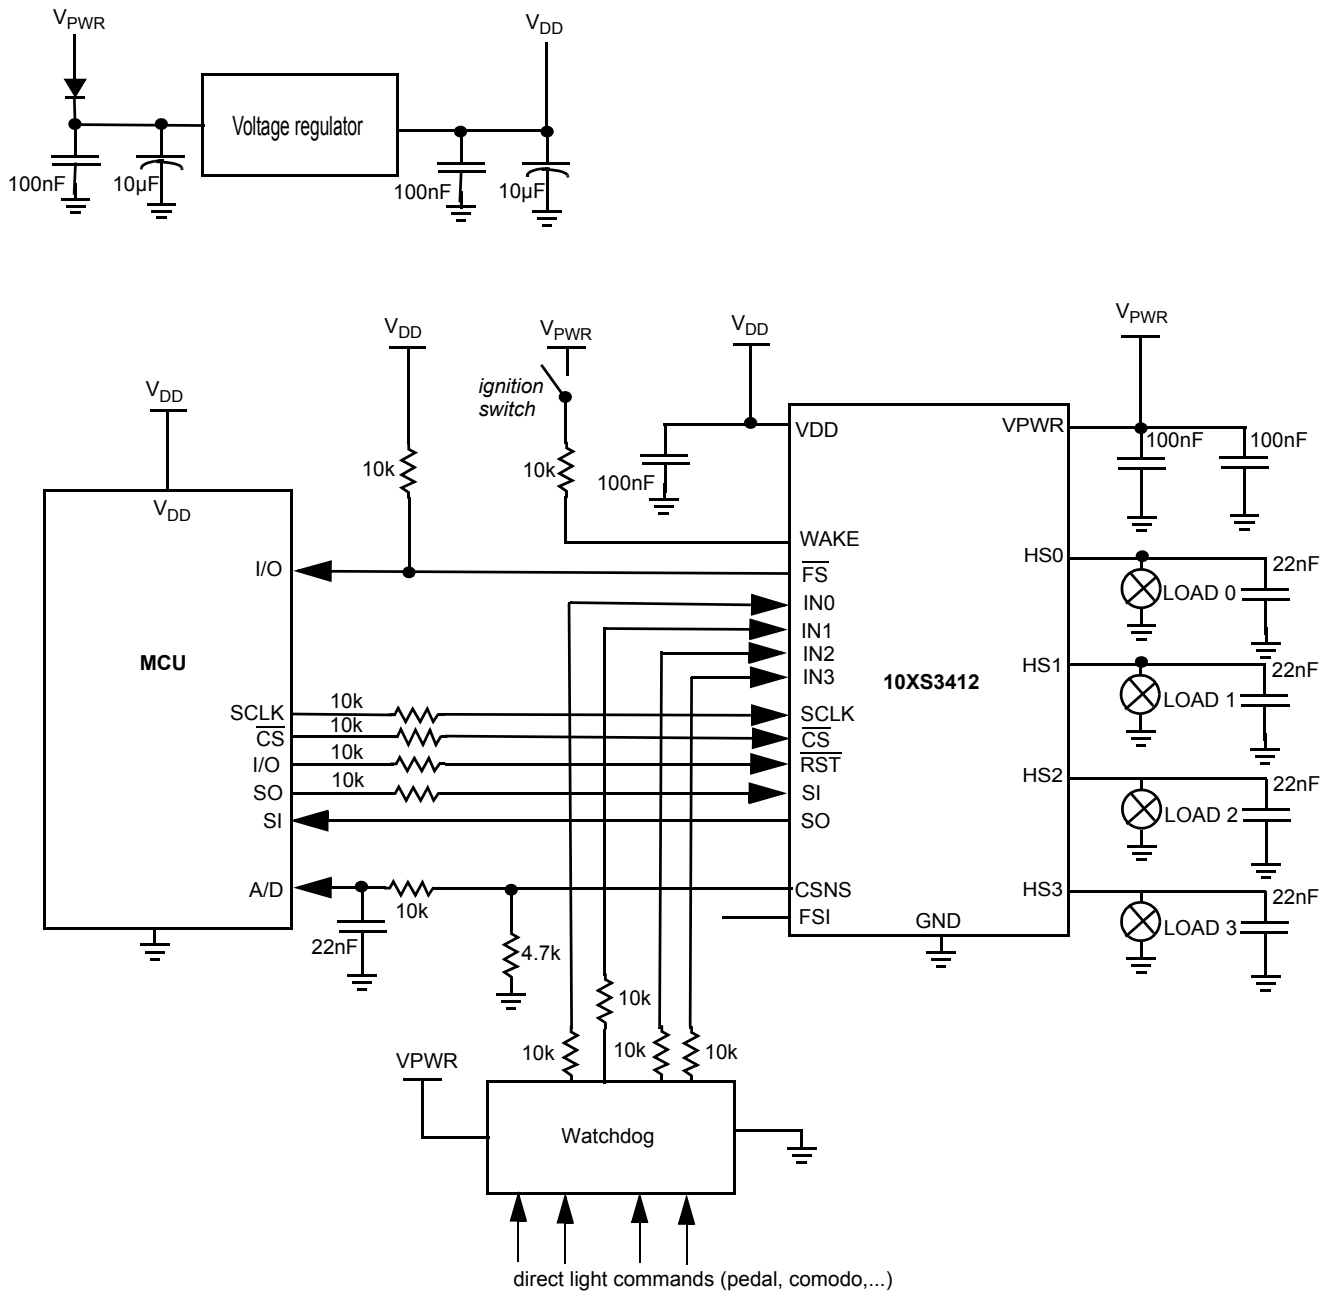 VPWR
VDD
Voltage regulator
100nF
10µF
100nF
10µF
VDD
VPWR
VDD
VPWR
VDD
ignition
switch
VDD
VPWR
100nF
100nF
10k
10k
100nF
VDD
WAKE
HS0
22nF
I/O
FS
LOAD 0
IN0
IN1
IN2
IN3
MCU
10XS3412
HS1
22nF
LOAD 1
SCLK
10k
SCLK
CS
10k
CS
I/O
10k
RST
HS2
22nF
SO
10k
SI
LOAD 2
SI
SO
A/D
10k
CSNS
HS3
22nF
FSI
GND
LOAD 3
22nF
4.7k
10k
10k
10k
10k
VPWR
Watchdog
direct light commands (pedal, comodo,...)